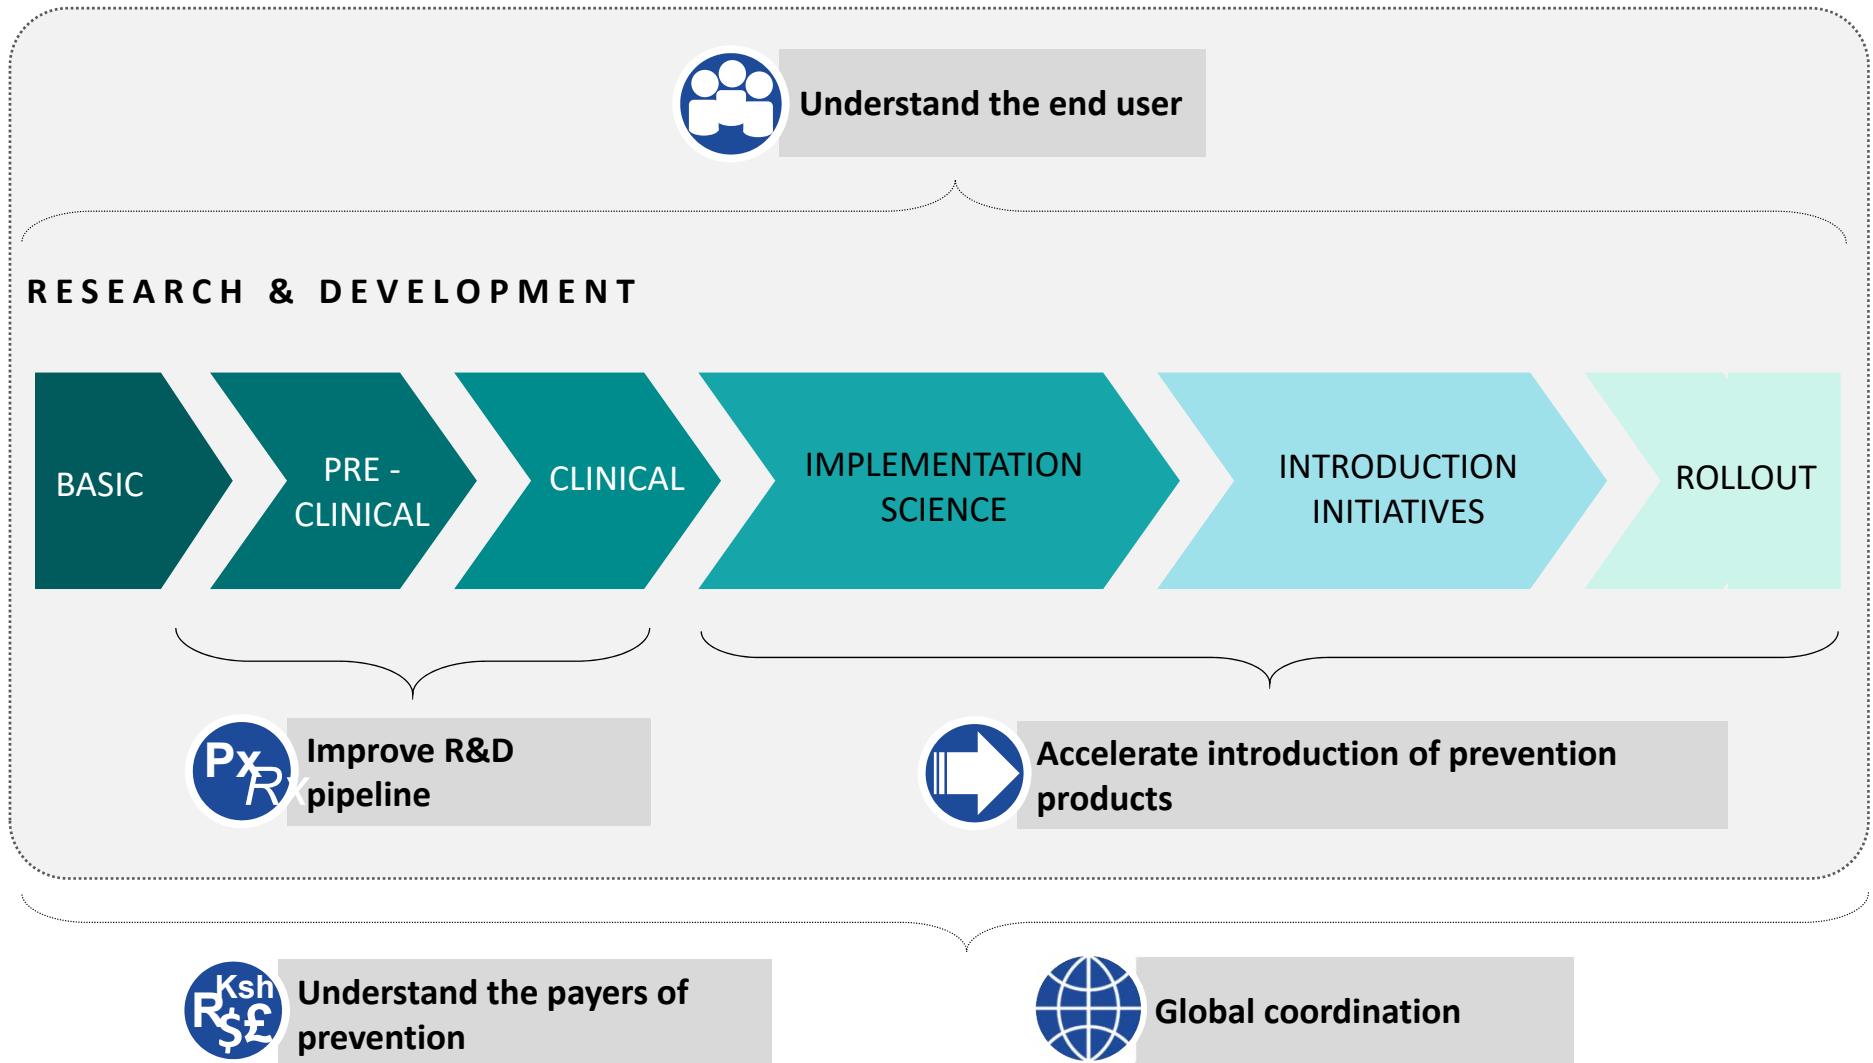 Understand the end user
RESEARCH & DEVELOPMENT
BASIC
PRE -
CLINICAL
CLINICAL
IMPLEMENTATION
SCIENCE
INTRODUCTION
INITIATIVES
ROLLOUT
Px
Rx
Improve R&D
pipeline
Accelerate introduction of prevention
products
Ksh
R$£
Understand the payers of
prevention
Global coordination